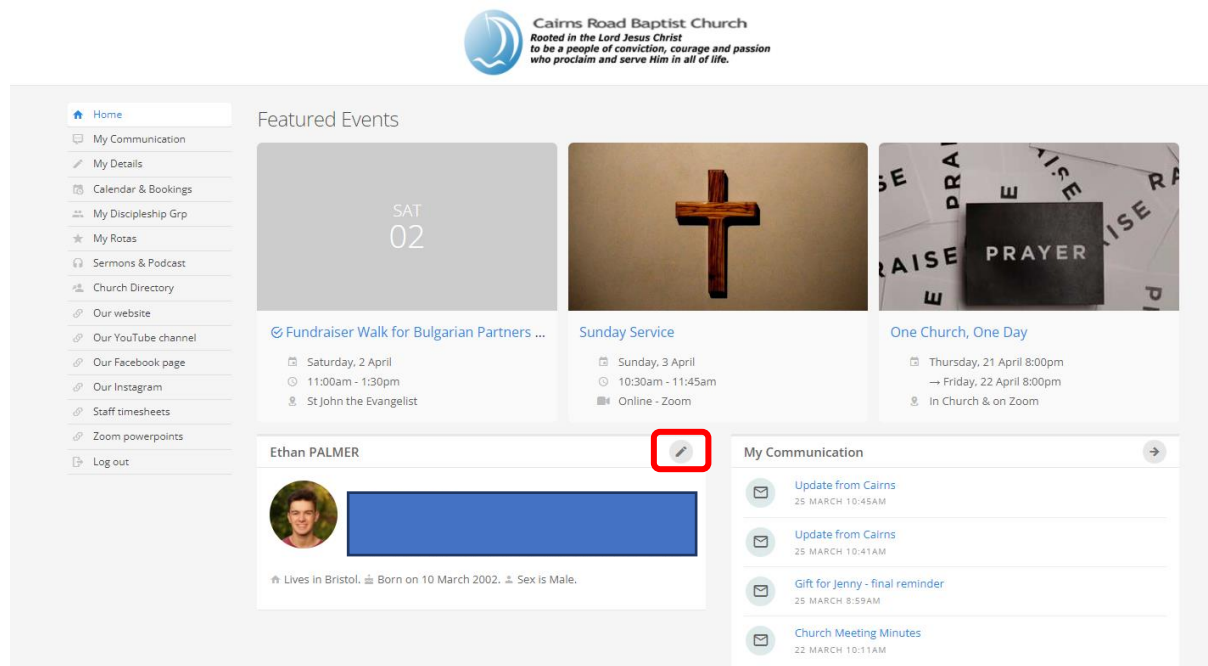 Cairns Road Baptist Church
Rooted in the Lord Jesus Christ
to be a people of conviction, courage and passion
who proclaim and serve Him in all of life.
Home
My Communication
My Details
Calendar & Bookings
My Discipleship Grp
My Rotas
Sermons & Podcast
Church Directory
Our website
Our YouTube channel
Our Facebook page
Our Instagram
Staff timesheets
Zoom powerpoints
Log out
Featured Events
SAT
02
Fundraiser Walk for Bulgarian Partners ...
Saturday, 2 April
11:00am - 1:30pm
St John the Evangelist
Sunday Service
Sunday, 3 April
10:30am - 11:45am
Online - Zoom
PRAYER
One Church, One Day
Thursday, 21 April 8:00pm
→ Friday, 22 April 8:00pm
In Church & on Zoom
Ethan PALMER
Lives in Bristol. Born on 10 March 2002. Sex is Male.
My Communication
Update from Cairns
25 MARCH 10:45AM
Update from Cairns
25 MARCH 10:41AM
Gift for Jenny - final reminder
25 MARCH 8:59AM
Church Meeting Minutes
22 MARCH 10:11AM